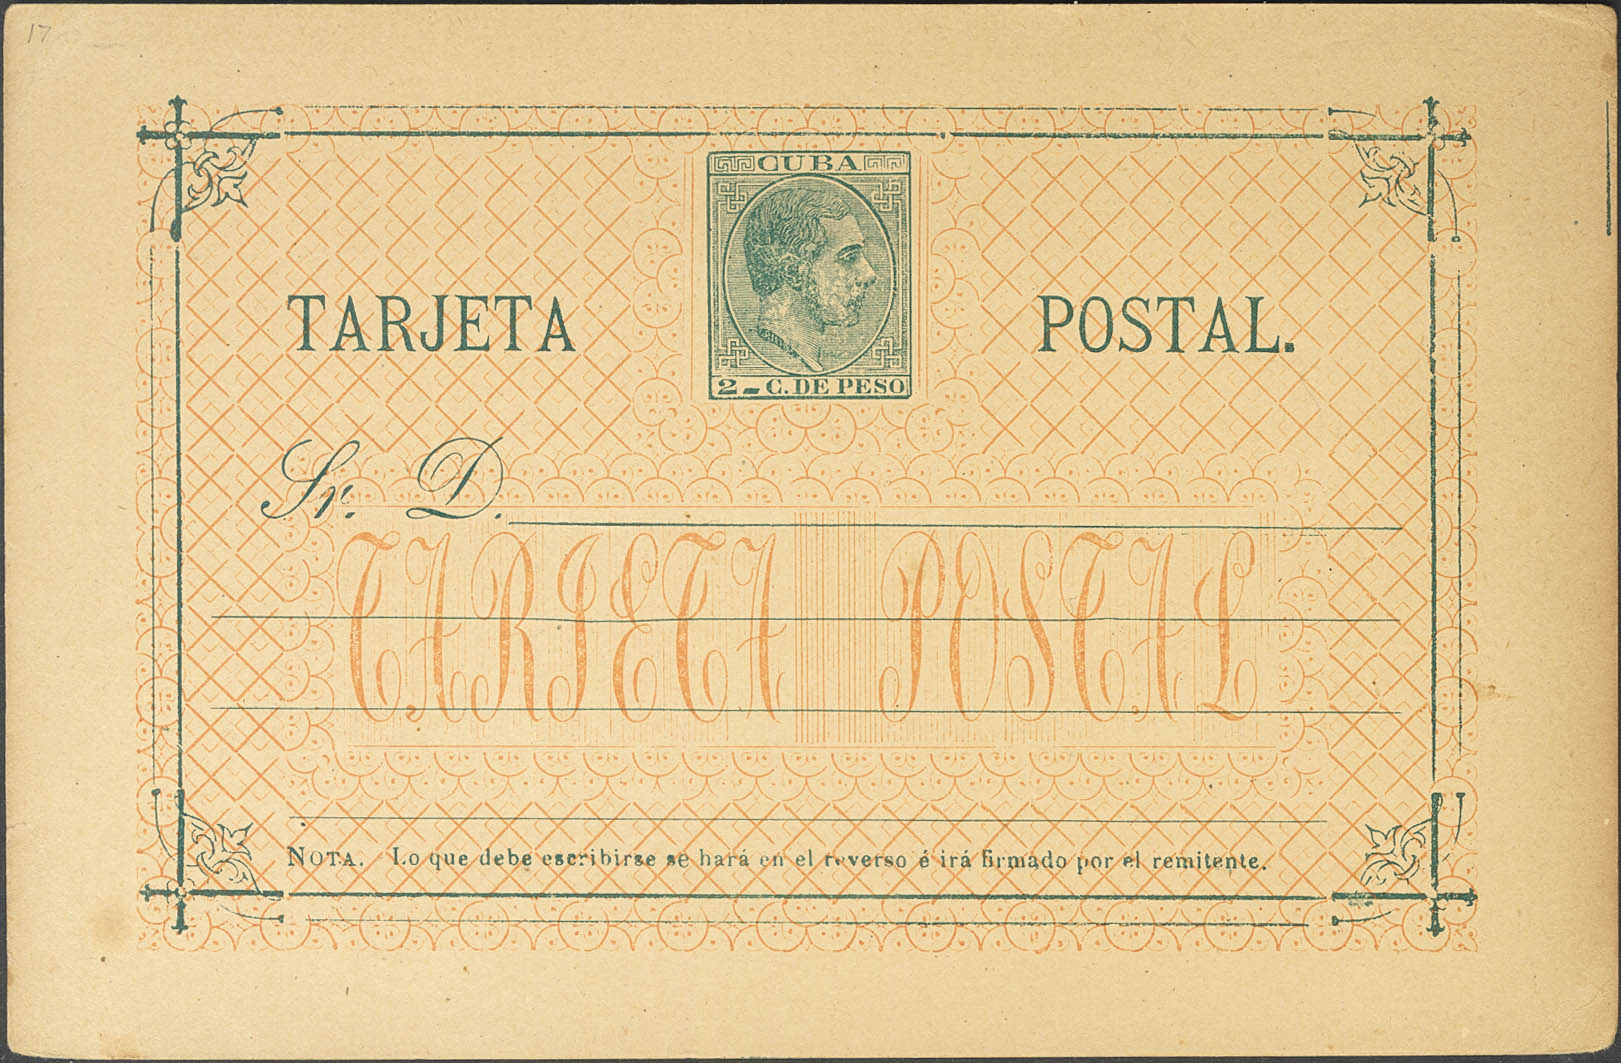 17
CUBA
TARJETA POSTAL.
2 - C. DE PESO
Sr. D.
TARJETA POSTAL
NOTA. Lo que debe escribirse se hará en el reverso é irá firmado por el remitente.